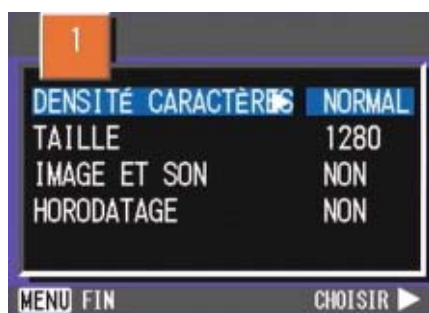 1
DENSITÉ CARACTÈRES NORMAL
TAILLE 1280
IMAGE ET SON NON
HORODATAGE NON
MENU FIN CHOISIR